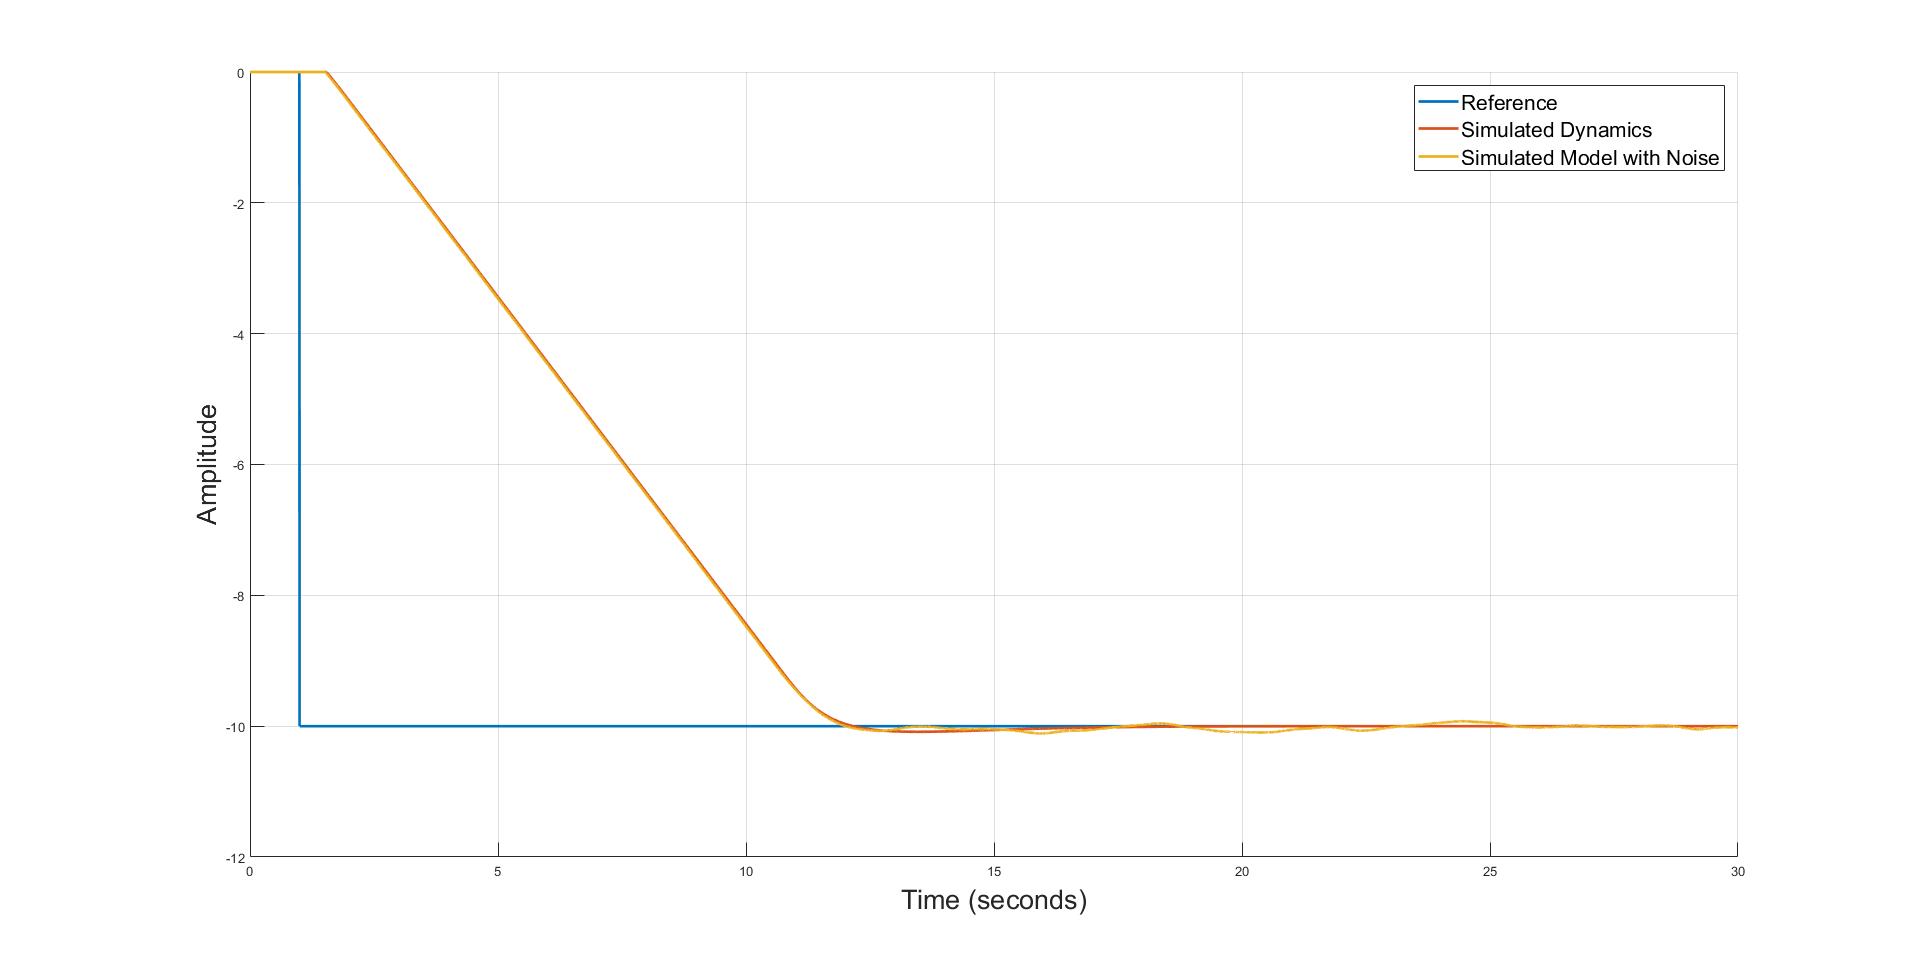 Reference
Simulated Dynamics
Simulated Model with Noise
0
-2
-4
-6
-8
-10
-12
Amplitude
0 5 10 15 20 25 30
Time (seconds)